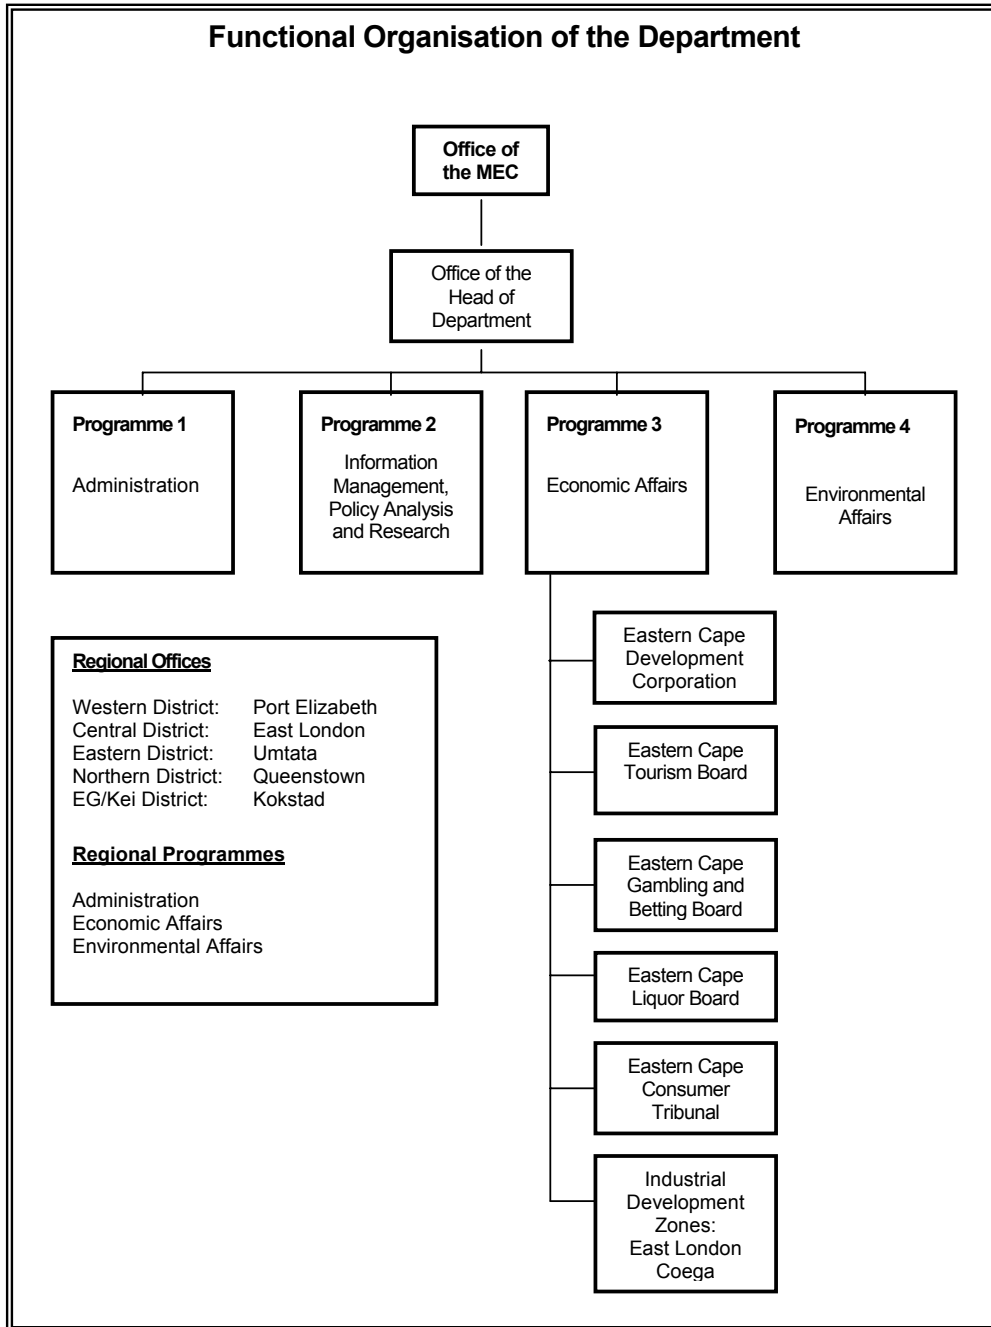 Functional Organisation of the Department
Office of
the MEC
Office of the
Head of
Department
Programme 1
Administration
Programme 2
Information
Management,
Policy Analysis
and Research
Programme 3
Economic Affairs
Programme 4
Environmental
Affairs
Regional Offices
Western District: Port Elizabeth
Central District: East London
Eastern District: Umtata
Northern District: Queenstown
EG/Kei District: Kokstad
Regional Programmes
Administration
Economic Affairs
Environmental Affairs
Eastern Cape
Development
Corporation
Eastern Cape
Tourism Board
Eastern Cape
Gambling and
Betting Board
Eastern Cape
Liquor Board
Eastern Cape
Consumer
Tribunal
Industrial
Development
Zones:
East London
Coega